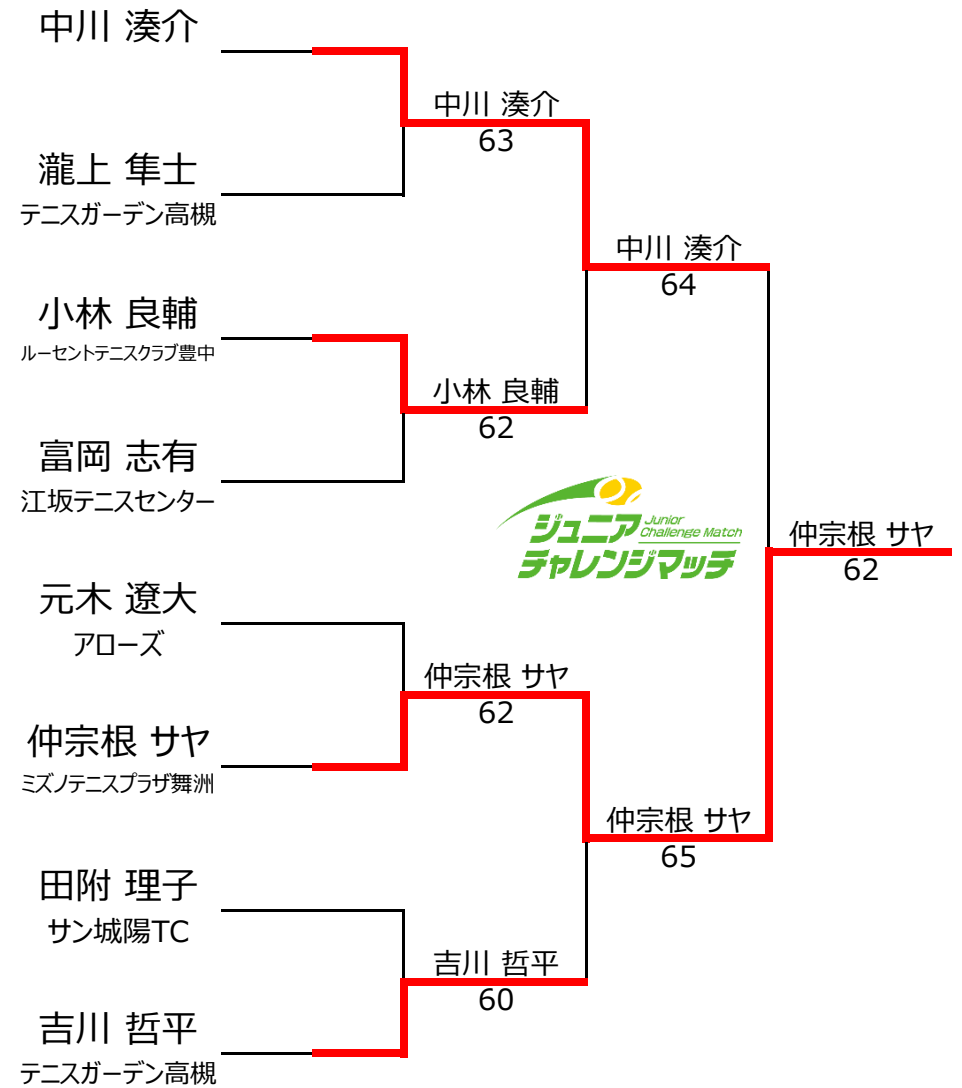 中川 湊介
瀧上 隼士
テニスガーデン高槻
小林 良輔
ルーセントテニスクラブ豊中
富岡 志有
江坂テニスセンター
元木 遼大
アローズ
仲宗根 サヤ
ミズノテニスプラザ舞洲
田附 理子
サン城陽TC
吉川 哲平
テニスガーデン高槻
中川 湊介
63
小林 良輔
62
仲宗根 サヤ
62
吉川 哲平
60
中川 湊介
64
仲宗根 サヤ
65
ジュニア Junior
Challenge Match
チャレンジマッチ
仲宗根 サヤ
62